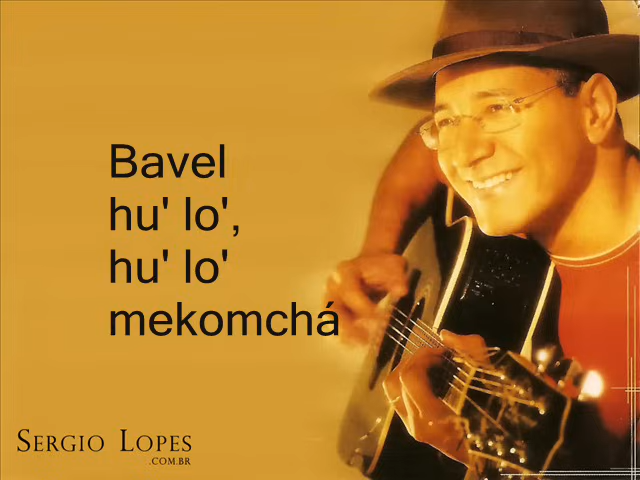 Bavel
hu' lo',
hu' lo'
mekomchá
SERGIO LOPES
.COM.BR